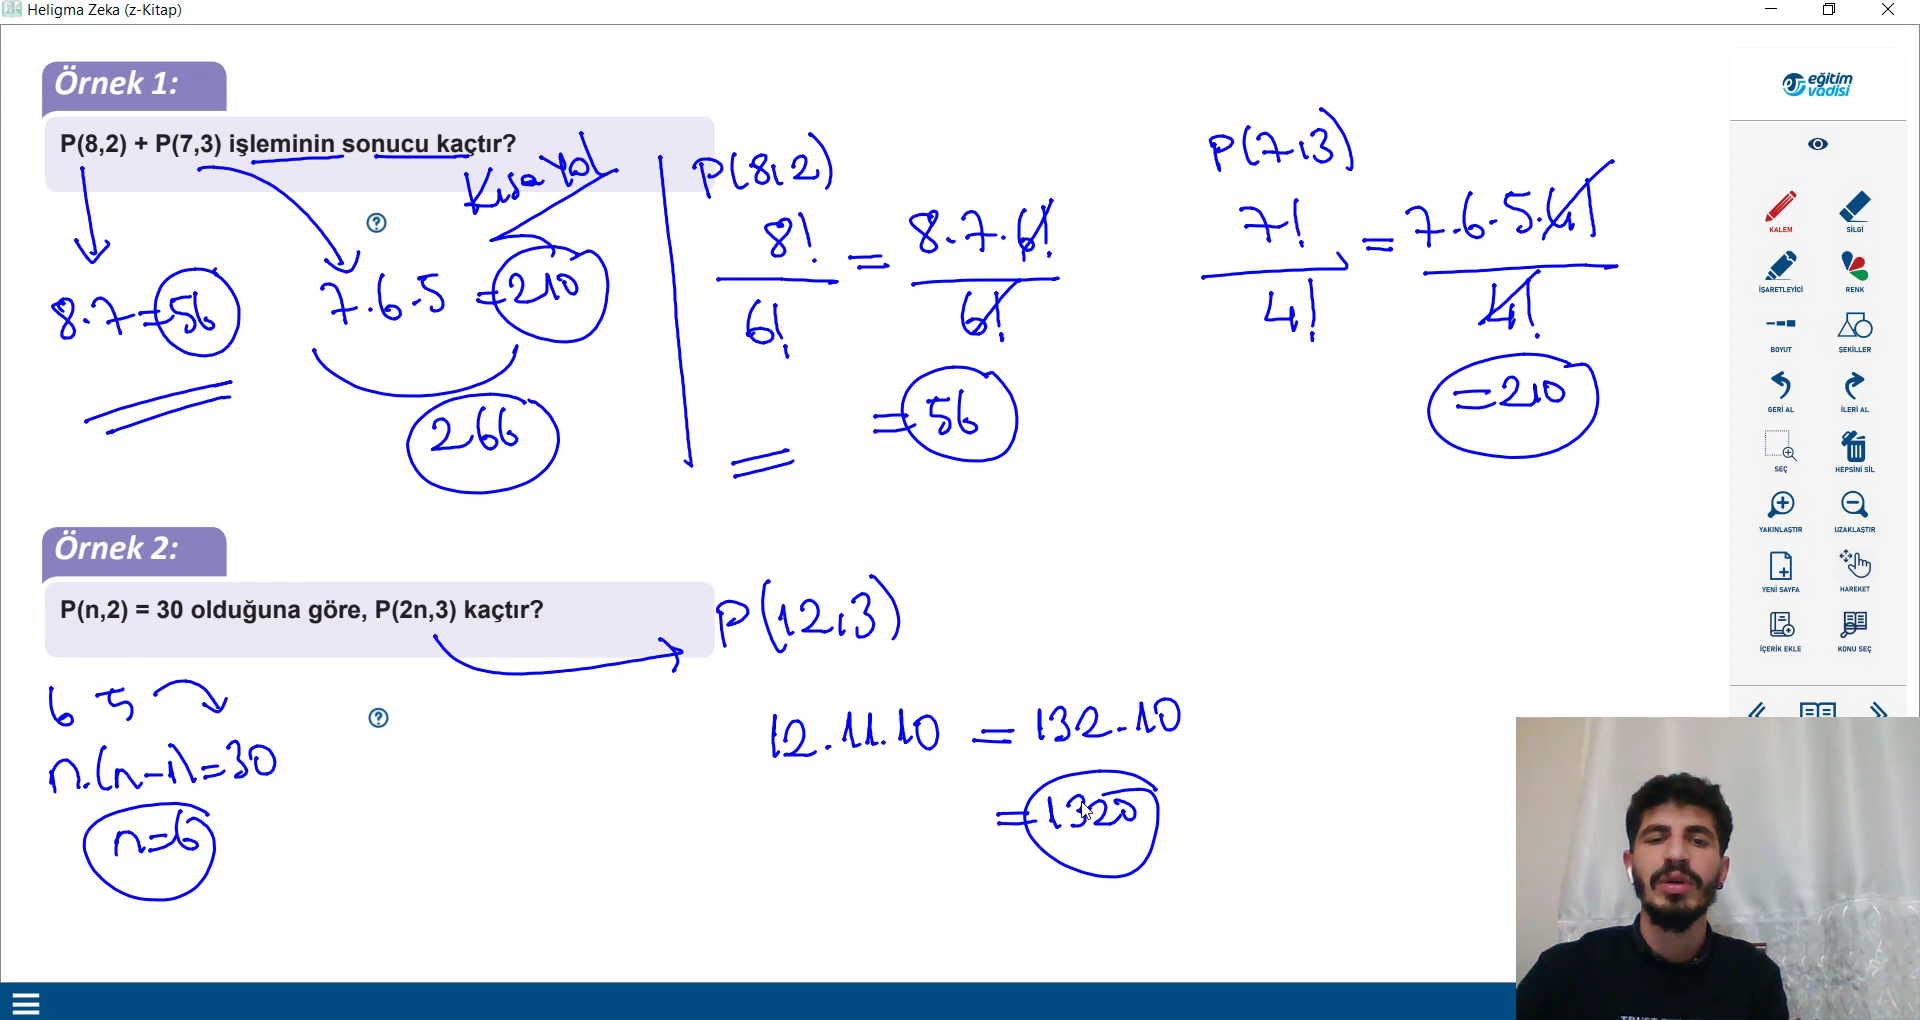 Heligma Zeka (z-Kitap)
Örnek 1:
P(8,2) + P(7,3) işleminin sonucu kaçtır?
Kısa Yol
8.7=56
7.6.5 =210
266
P(8,2)
8! = 8.7.6!
6! 6!
=56
P(7,3)
7! = 7.6.5.4!
4! 4!
=210
Örnek 2:
P(n,2) = 30 olduğuna göre, P(2n,3) kaçtır?
6 5
n.(n-1)=30
n=6
P(12,3)
12.11.10 = 132.10
=1320
eğitim
vadisi
KALEM
SİLGİ
İŞARETLEYİCİ
RENK
BOYUT
ŞEKİLLER
GERİ AL
İLERİ AL
SEÇ
HEPSİNİ SİL
YAKINLAŞTIR
UZAKLAŞTIR
YENİ SAYFA
HAREKET
İÇERİK EKLE
KONU SEÇ